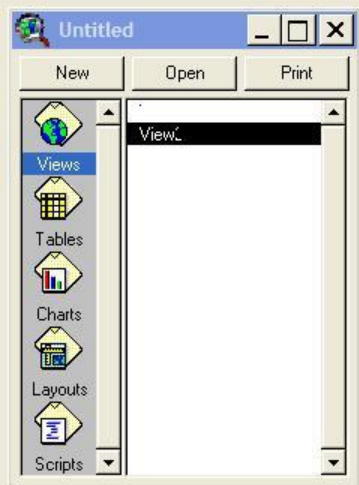 Untitled
New Open Print
Views
Tables
Charts
Layouts
Scripts